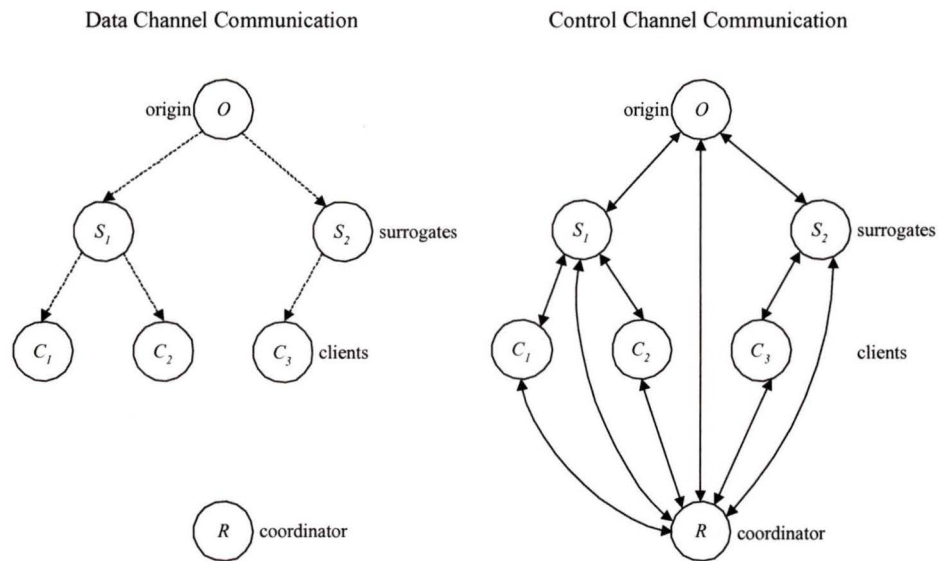 Data Channel Communication
origin O
S1 S2 surrogates
C1 C2 C3 clients
R coordinator
Control Channel Communication
origin O
S1 S2 surrogates
C1 C2 C3 clients
R coordinator